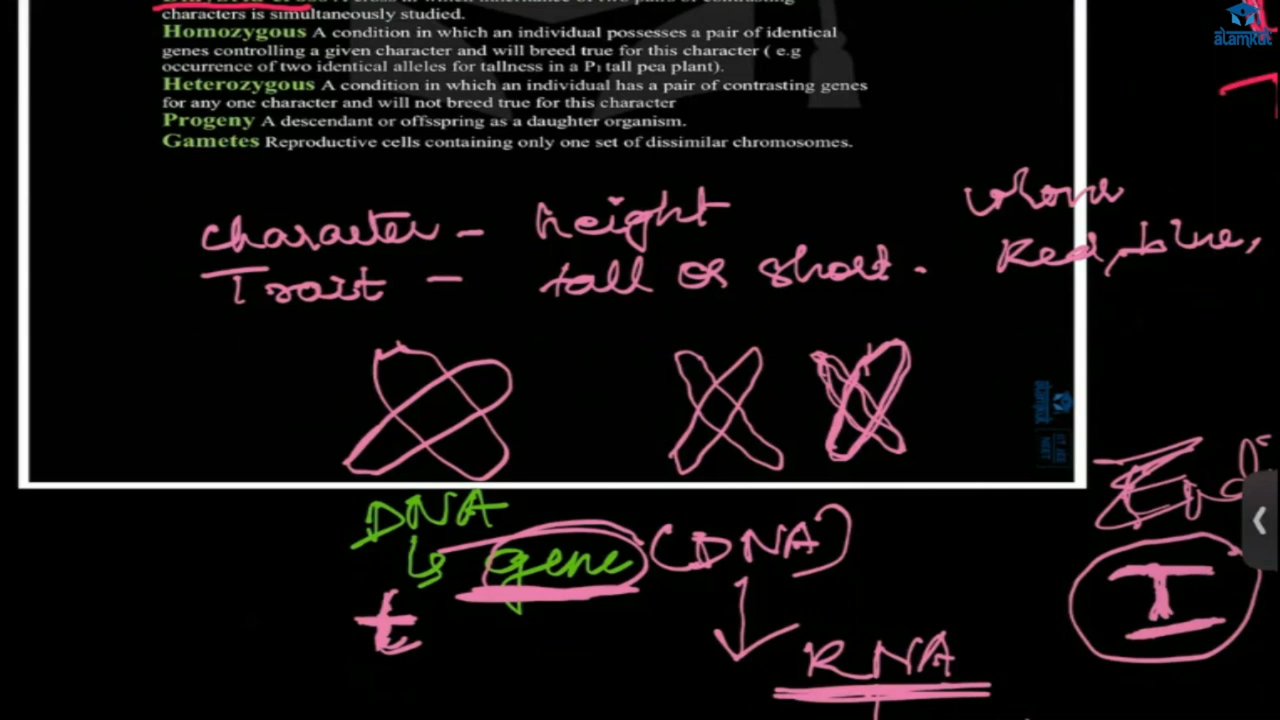 characters is simultaneously studied.
Homozygous A condition in which an individual possesses a pair of identical
genes controlling a given character and will breed true for this character ( e.g
occurrence of two identical alleles for tallness in a P₁ tall pea plant).
Heterozygous A condition in which an individual has a pair of contrasting genes
for any one character and will not breed true for this character
Progeny A descendant or offsspring as a daughter organism.
Gametes Reproductive cells containing only one set of dissimilar chromosomes.
alamkat
character - height
Trait - tall or short.
Red, blue,
DNA
gene (DNA)
t
I
RNA